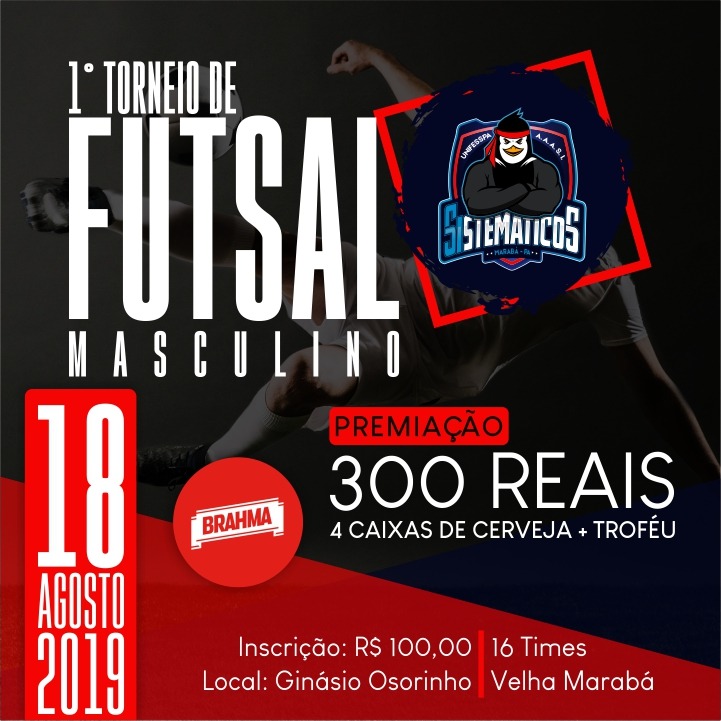 1° TORNEIO DE
FUTSAL
MASCULINO
UNIFESSPA A.A.A.S.I.
SISTEMÁTICOS
MARABÁ - PA
18
AGOSTO
2019
BRAHMA
PREMIAÇÃO
300 REAIS
4 CAIXAS DE CERVEJA + TROFÉU
Inscrição: R$ 100,00 | 16 Times
Local: Ginásio Osorinho | Velha Marabá